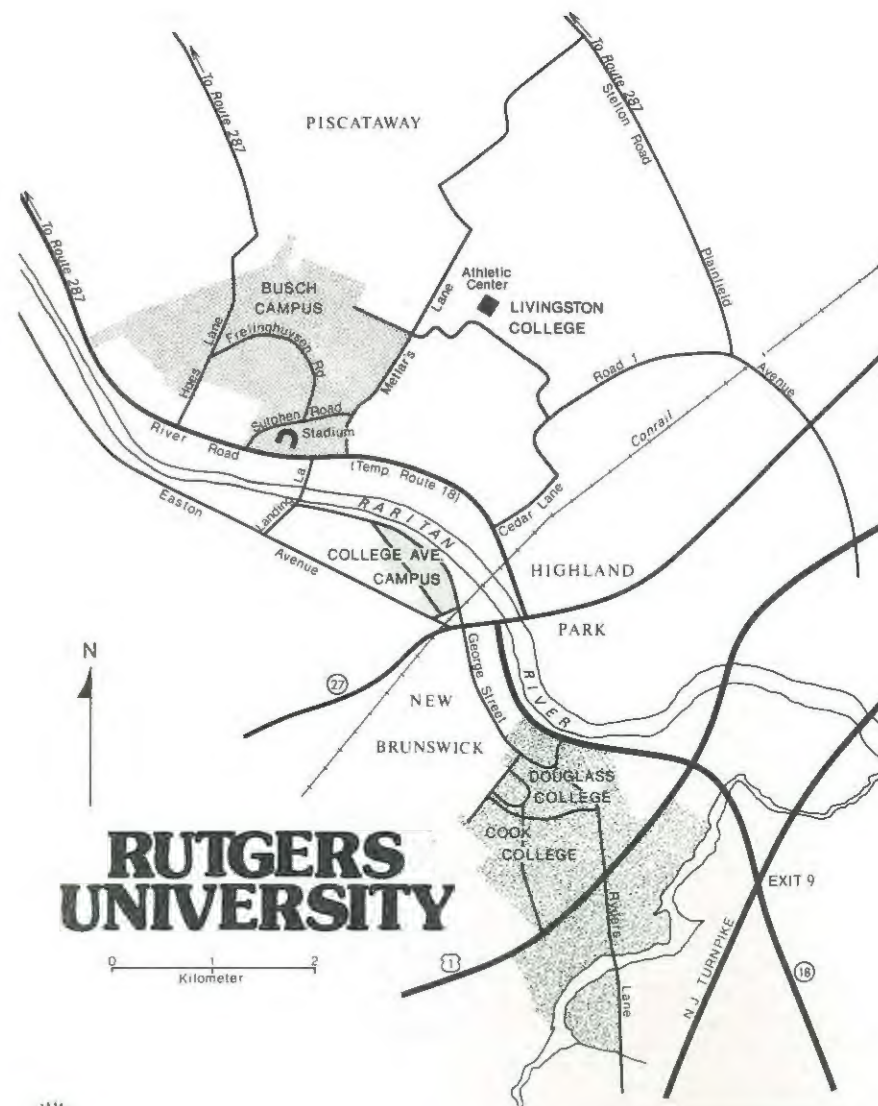 To Route 287
To Route 287
Stelton Road
PISCATAWAY
To Route 287
BUSCH
CAMPUS
Athletic
Center
LIVINGSTON
COLLEGE
Plainfield
Avenue
Hoes Lane
Frelinghuysen Rd.
Metlar's Lane
Road 1
Sutphen Road
Stadium
Conrail
River Road
(Temp. Route 18)
Landing La
Cedar Lane
Easton
Avenue
RARITAN
RIVER
COLLEGE AVE.
CAMPUS
HIGHLAND
PARK
N
27
George Street
NEW
BRUNSWICK
DOUGLASS
COLLEGE
COOK
COLLEGE
RUTGERS
UNIVERSITY
Ryders
Lane
EXIT 9
0 1 2
Kilometer
1
N J TURNPIKE
18